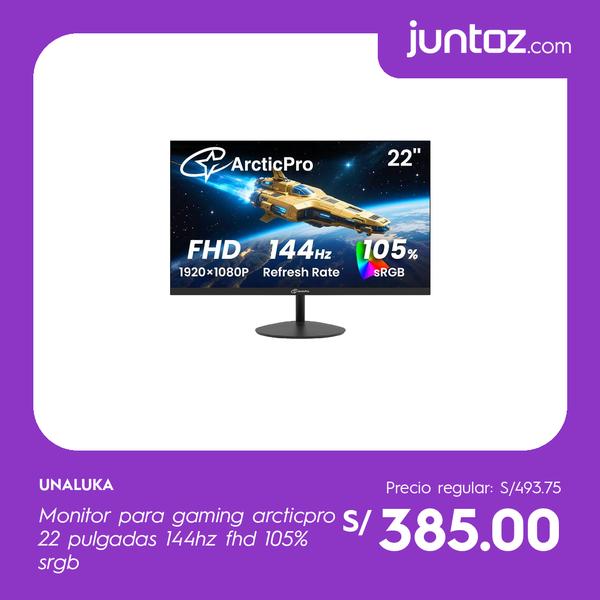 juntoz.com
ArcticPro
22"
FHD 144Hz 105%
1920×1080P Refresh Rate sRGB
ArcticPro
UNALUKA
Precio regular: S/493.75
Monitor para gaming arcticpro
22 pulgadas 144hz fhd 105%
srgb
S/ 385.00